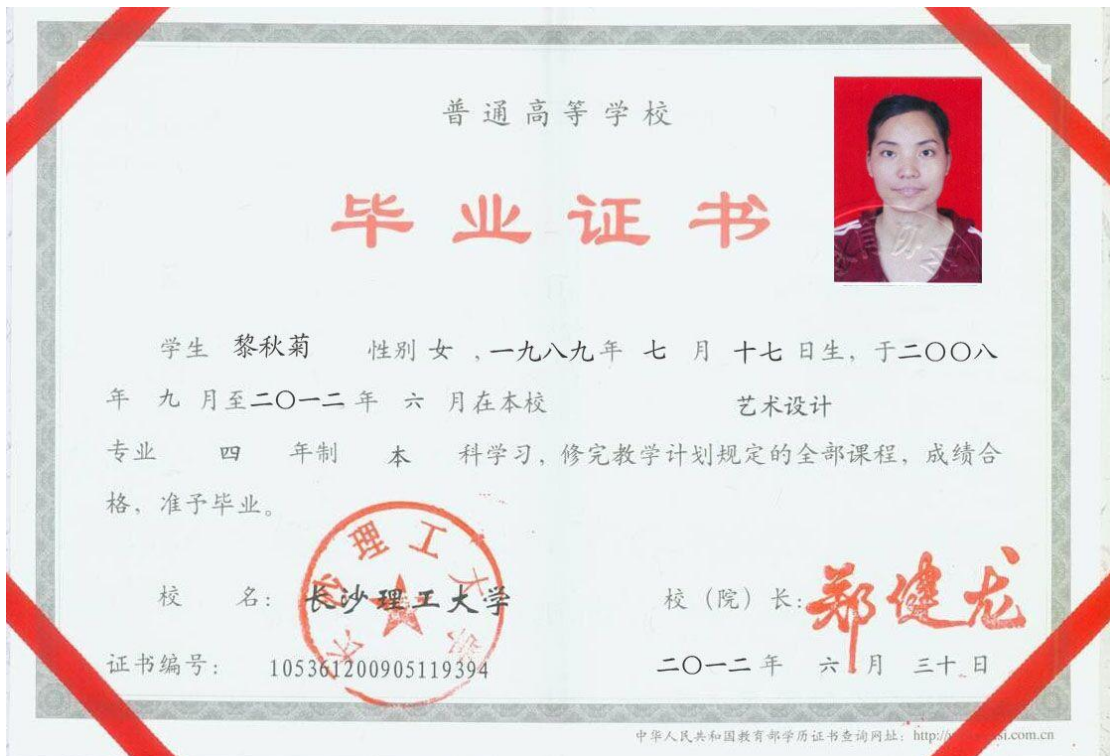 普通高等学校
毕业证书
学生 黎秋菊 性别 女 ，一九八九年 七 月 十七 日生，于二〇〇八
年 九 月至二〇一二 年 六 月在本校 艺术设计
专业 四 年制 本 科学习，修完教学计划规定的全部课程，成绩合
格，准予毕业。
校 名： 长沙理工大学
校（院）长：郑健龙
证书编号： 105361200905119394
二〇一二 年 六 月 三十 日
中华人民共和国教育部学历证书查询网址：http://
si.com.cn